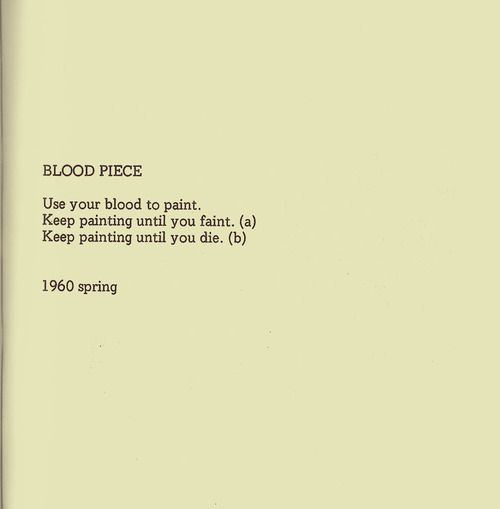 BLOOD PIECE
Use your blood to paint.
Keep painting until you faint. (a)
Keep painting until you die. (b)
1960 spring